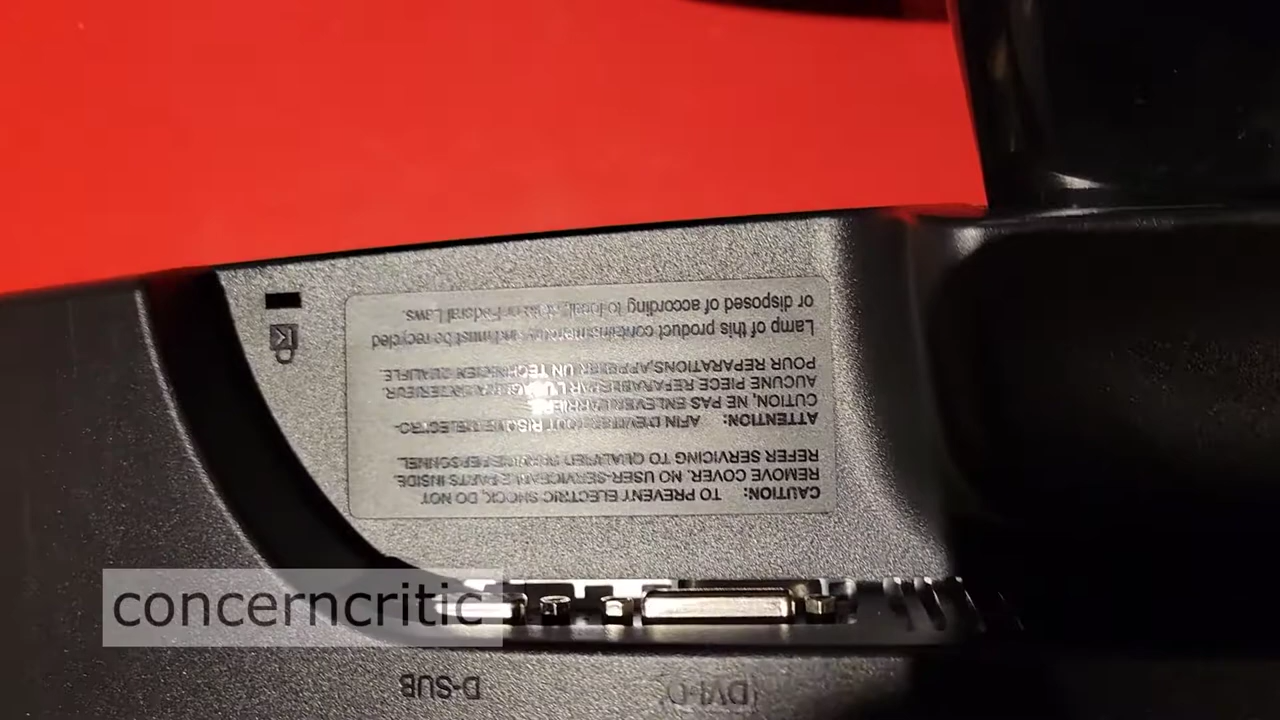 CAUTION: TO PREVENT ELECTRIC SHOCK, DO NOT
REMOVE COVER. NO USER-SERVICEABLE PARTS INSIDE.
REFER SERVICING TO QUALIFIED SERVICE PERSONNEL.
ATTENTION: AFIN D'EVITER TOUT RISQUE D'ELECTRO-
CUTION, NE PAS ENLEVER L'ARRIERE.
AUCUNE PIECE REPARABLE PAR L'USAGER A L'INTERIEUR.
POUR REPARATIONS, APPELER UN TECHNICIEN QUALIFIE.
Lamp of this product contains mercury and must be recycled
or disposed of according to local, state or Federal Laws.
concerncritic
D-SUB
DVI-D